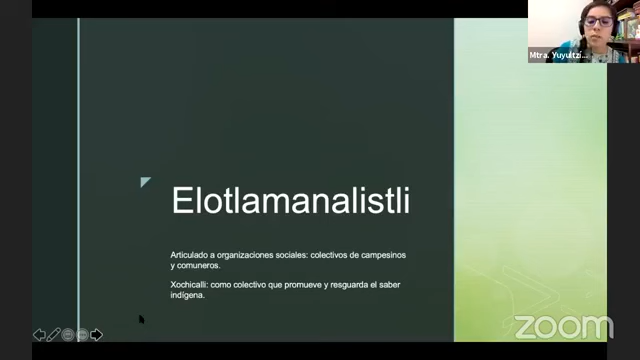 Mtra. Yuyultzí...
Elotlamanalistli
Articulado a organizaciones sociales: colectivos de campesinos
y comuneros.
Xochicalli: como colectivo que promueve y resguarda el saber
indígena.
zoom